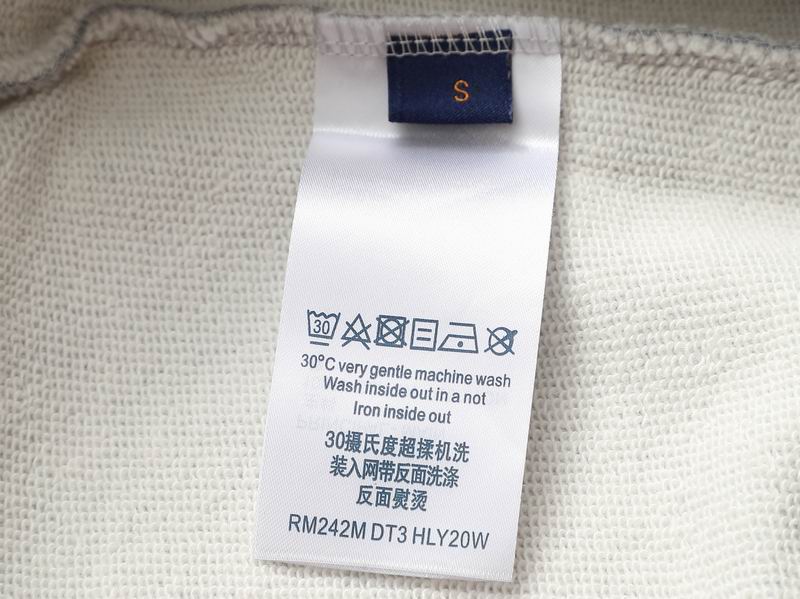 S
30
30°C very gentle machine wash
Wash inside out in a not
Iron inside out
30摄氏度超揉机洗
装入网带反面洗涤
反面熨烫
RM242M DT3 HLY20W